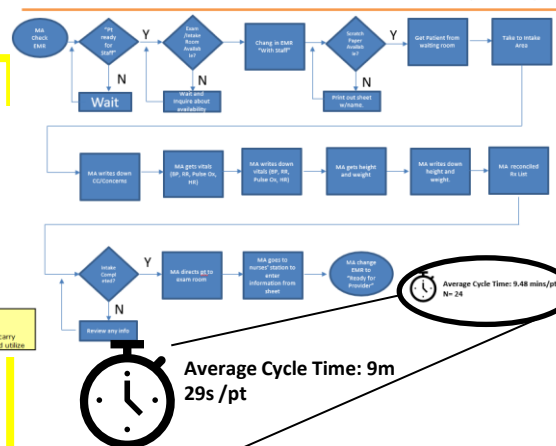 MA
Check
EMR
"Pt
ready
for
Staff"
Y
N
Wait
Exam
/Intake
Room
Availab
le?
Y
N
Wait and
inquire about
availability
Chang in EMR
"With Staff"
Scratch
Paper
Availab
le?
Y
N
Print out sheet
w/name.
Get Patient from
waiting room
Take to Intake
Area
MA writes down
CC/Concerns
MA gets vitals
(BP, RR, Pulse Ox,
HR)
MA writes down
vitals (BP, RR,
Pulse Ox, HR)
MA gets height
and weight
MA writes down
height and
weight.
MA reconciled
Rx List
Intake
Compl
eted?
Y
N
Review any info
MA directs pt to
exam room
MA goes to
nurses' station to
enter
information from
sheet
MA change
EMR to
"Ready for
Provider"
Average Cycle Time: 9.48 mins/pt
N= 24
carry
d utilize
Average Cycle Time: 9m
29s /pt